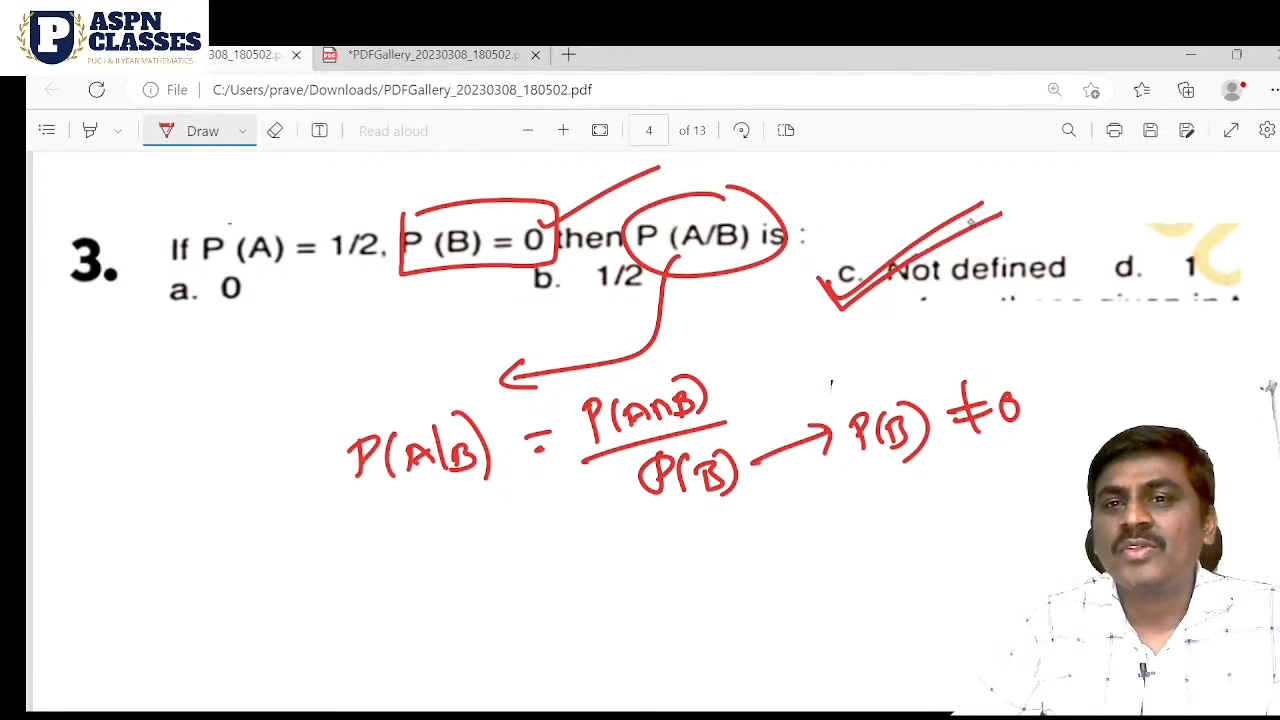 ASPN
CLASSES
PUC I & II YEAR MATHEMATICS
P
308_180502.p
*PDFGallery_20230308_180502.p
File
C:/Users/prave/Downloads/PDFGallery_20230308_180502.pdf
Draw
Read aloud
4 of 13
3. If P (A) = 1/2, P (B) = 0 then P (A/B) is :
a. 0 b. 1/2 c. Not defined d. 1
P(A|B) = P(A∩B) / P(B) → P(B) ≠ 0